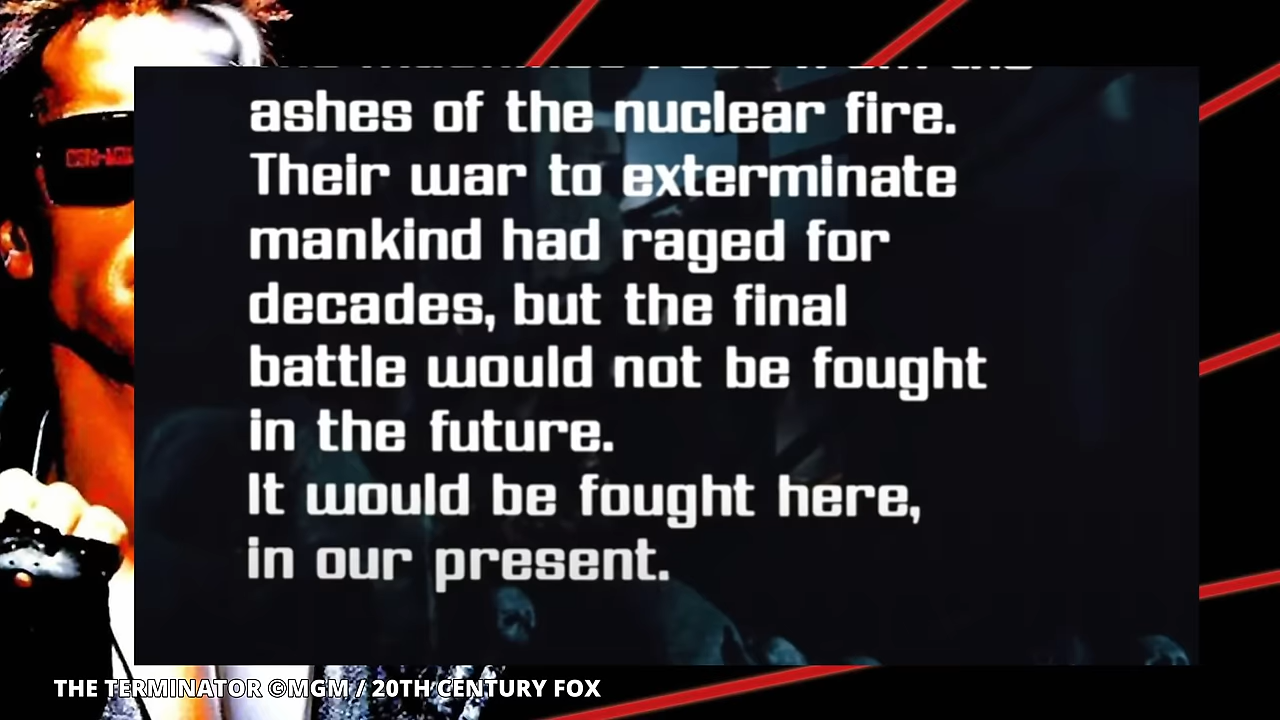 ashes of the nuclear fire.
Their war to exterminate
mankind had raged for
decades, but the final
battle would not be fought
in the future.
It would be fought here,
in our present.
THE TERMINATOR ©MGM / 20TH CENTURY FOX